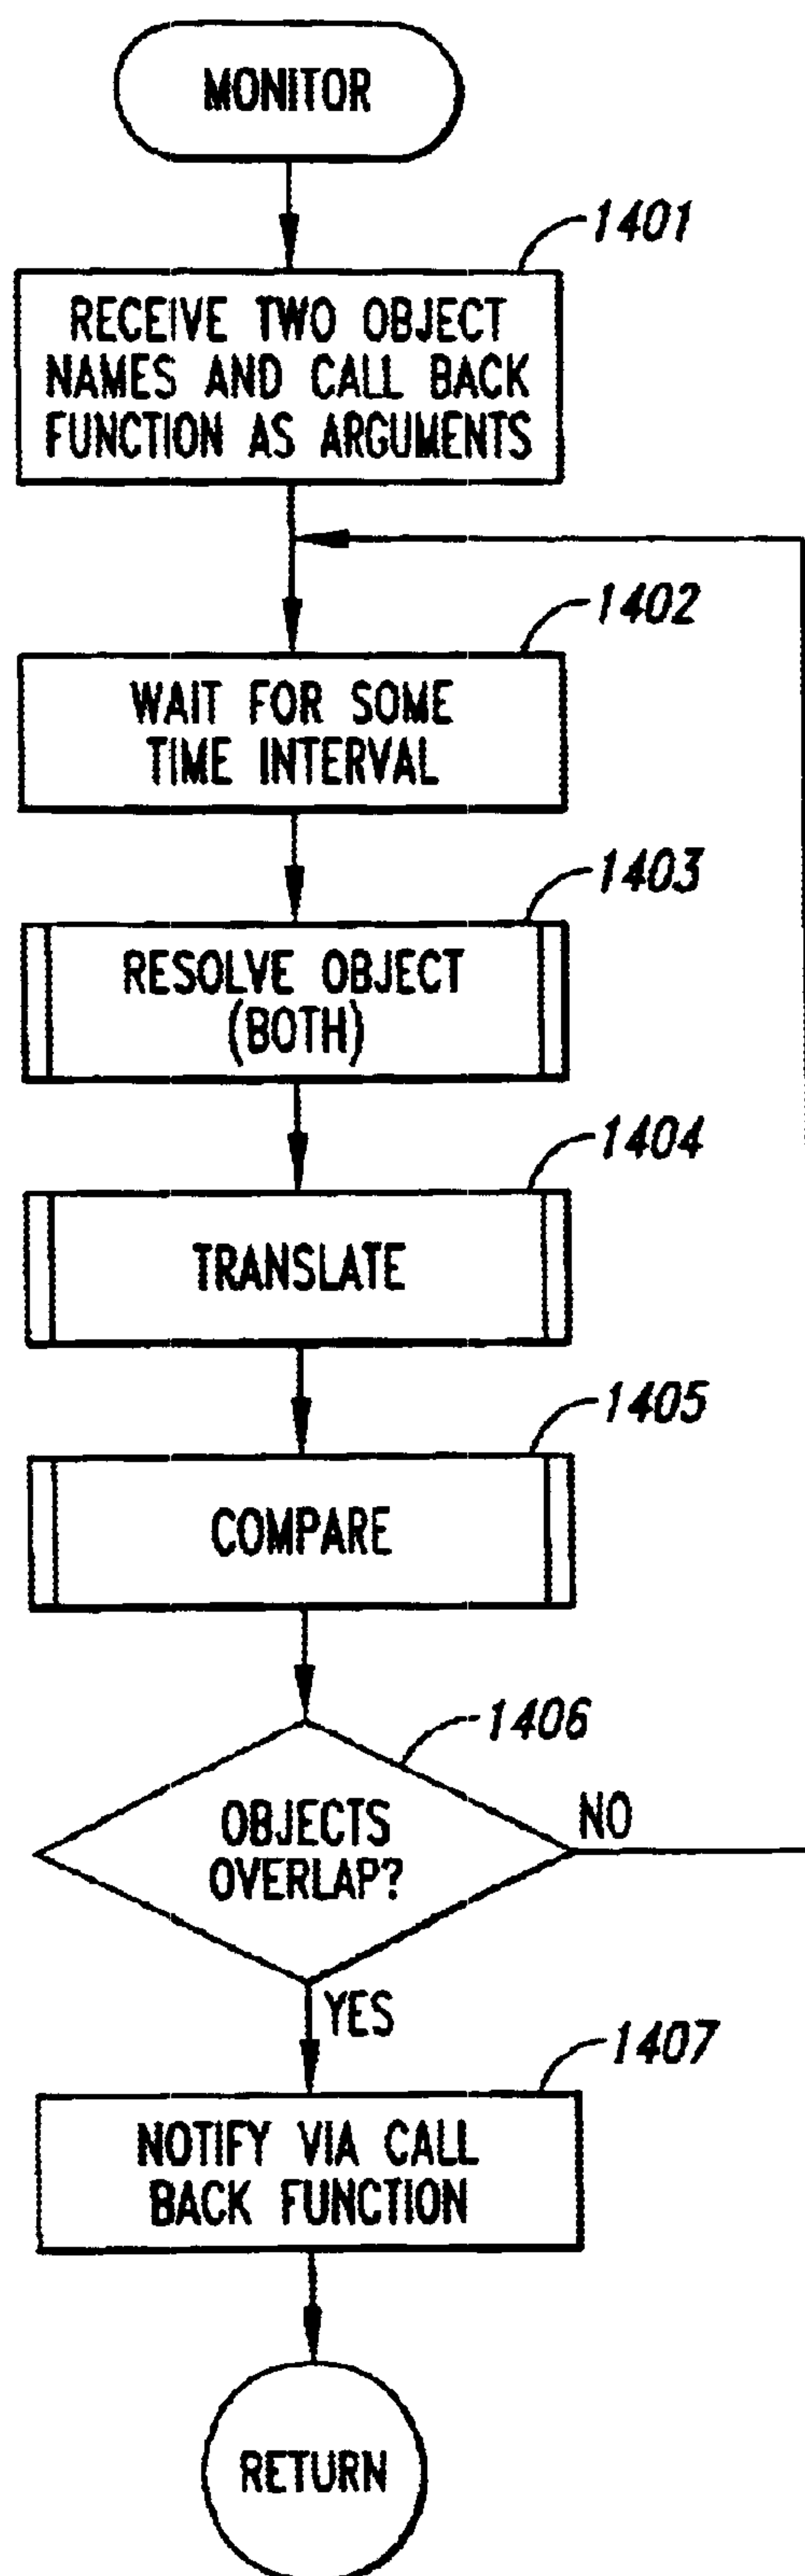 MONITOR
1401
RECEIVE TWO OBJECT
NAMES AND CALL BACK
FUNCTION AS ARGUMENTS
1402
WAIT FOR SOME
TIME INTERVAL
1403
RESOLVE OBJECT
(BOTH)
1404
TRANSLATE
1405
COMPARE
1406
OBJECTS
OVERLAP?
NO
YES
1407
NOTIFY VIA CALL
BACK FUNCTION
RETURN